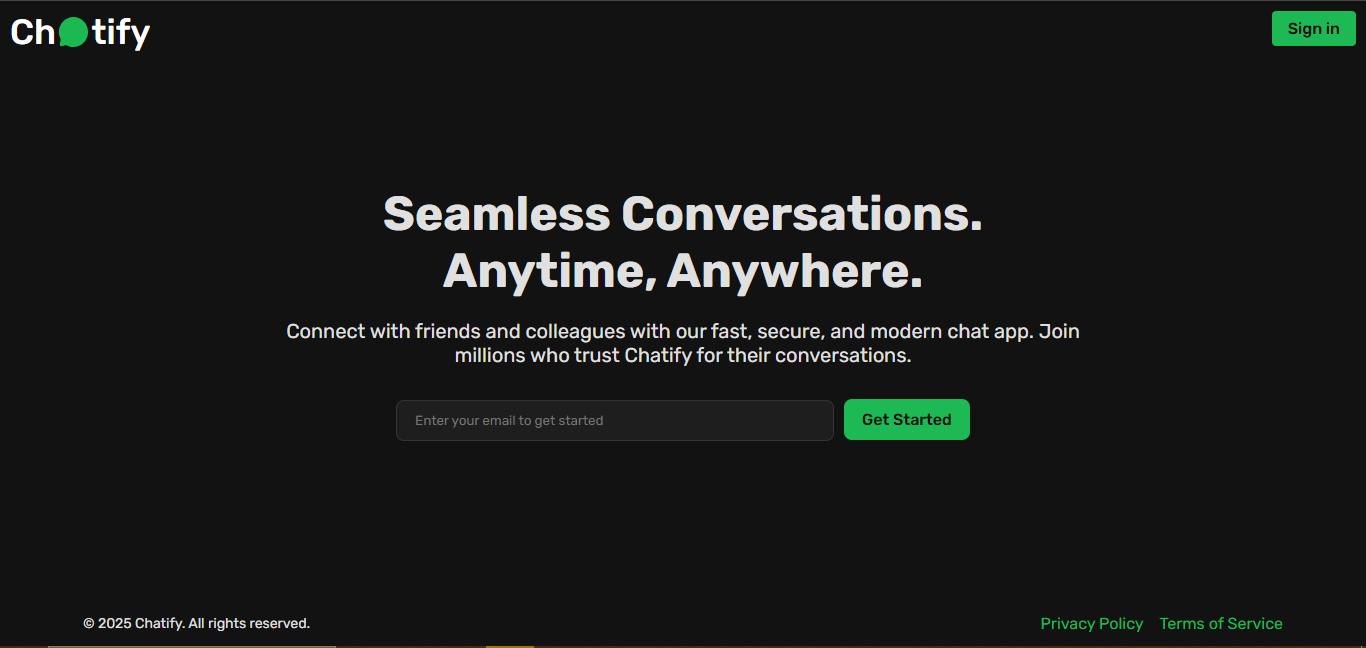 Chatify
Sign in
Seamless Conversations.
Anytime, Anywhere.
Connect with friends and colleagues with our fast, secure, and modern chat app. Join
millions who trust Chatify for their conversations.
Enter your email to get started
Get Started
© 2025 Chatify. All rights reserved.
Privacy Policy Terms of Service